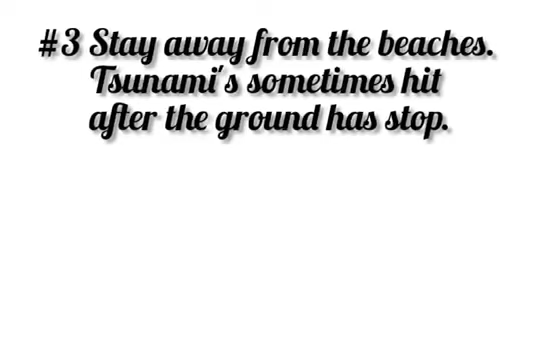 #3 Stay away from the beaches.
Tsunami's sometimes hit
after the ground has stop.